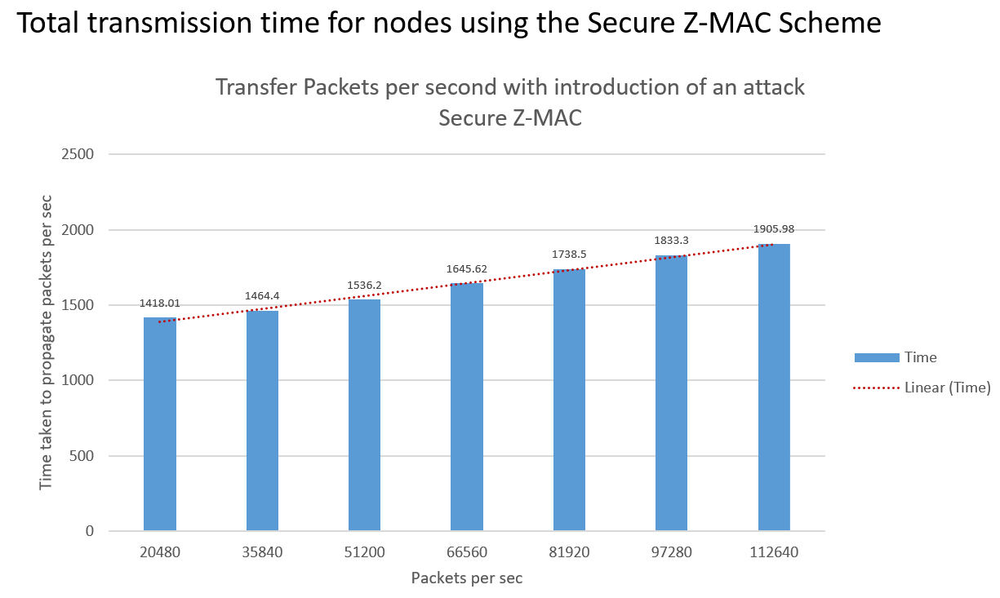 Total transmission time for nodes using the Secure Z-MAC Scheme
Transfer Packets per second with introduction of an attack
Secure Z-MAC
Time taken to propagate packets per sec
2500
2000
1500
1000
500
0
1418.01
1464.4
1536.2
1645.62
1738.5
1833.3
1905.98
20480
35840
51200
66560
81920
97280
112640
Packets per sec
Time
Linear (Time)